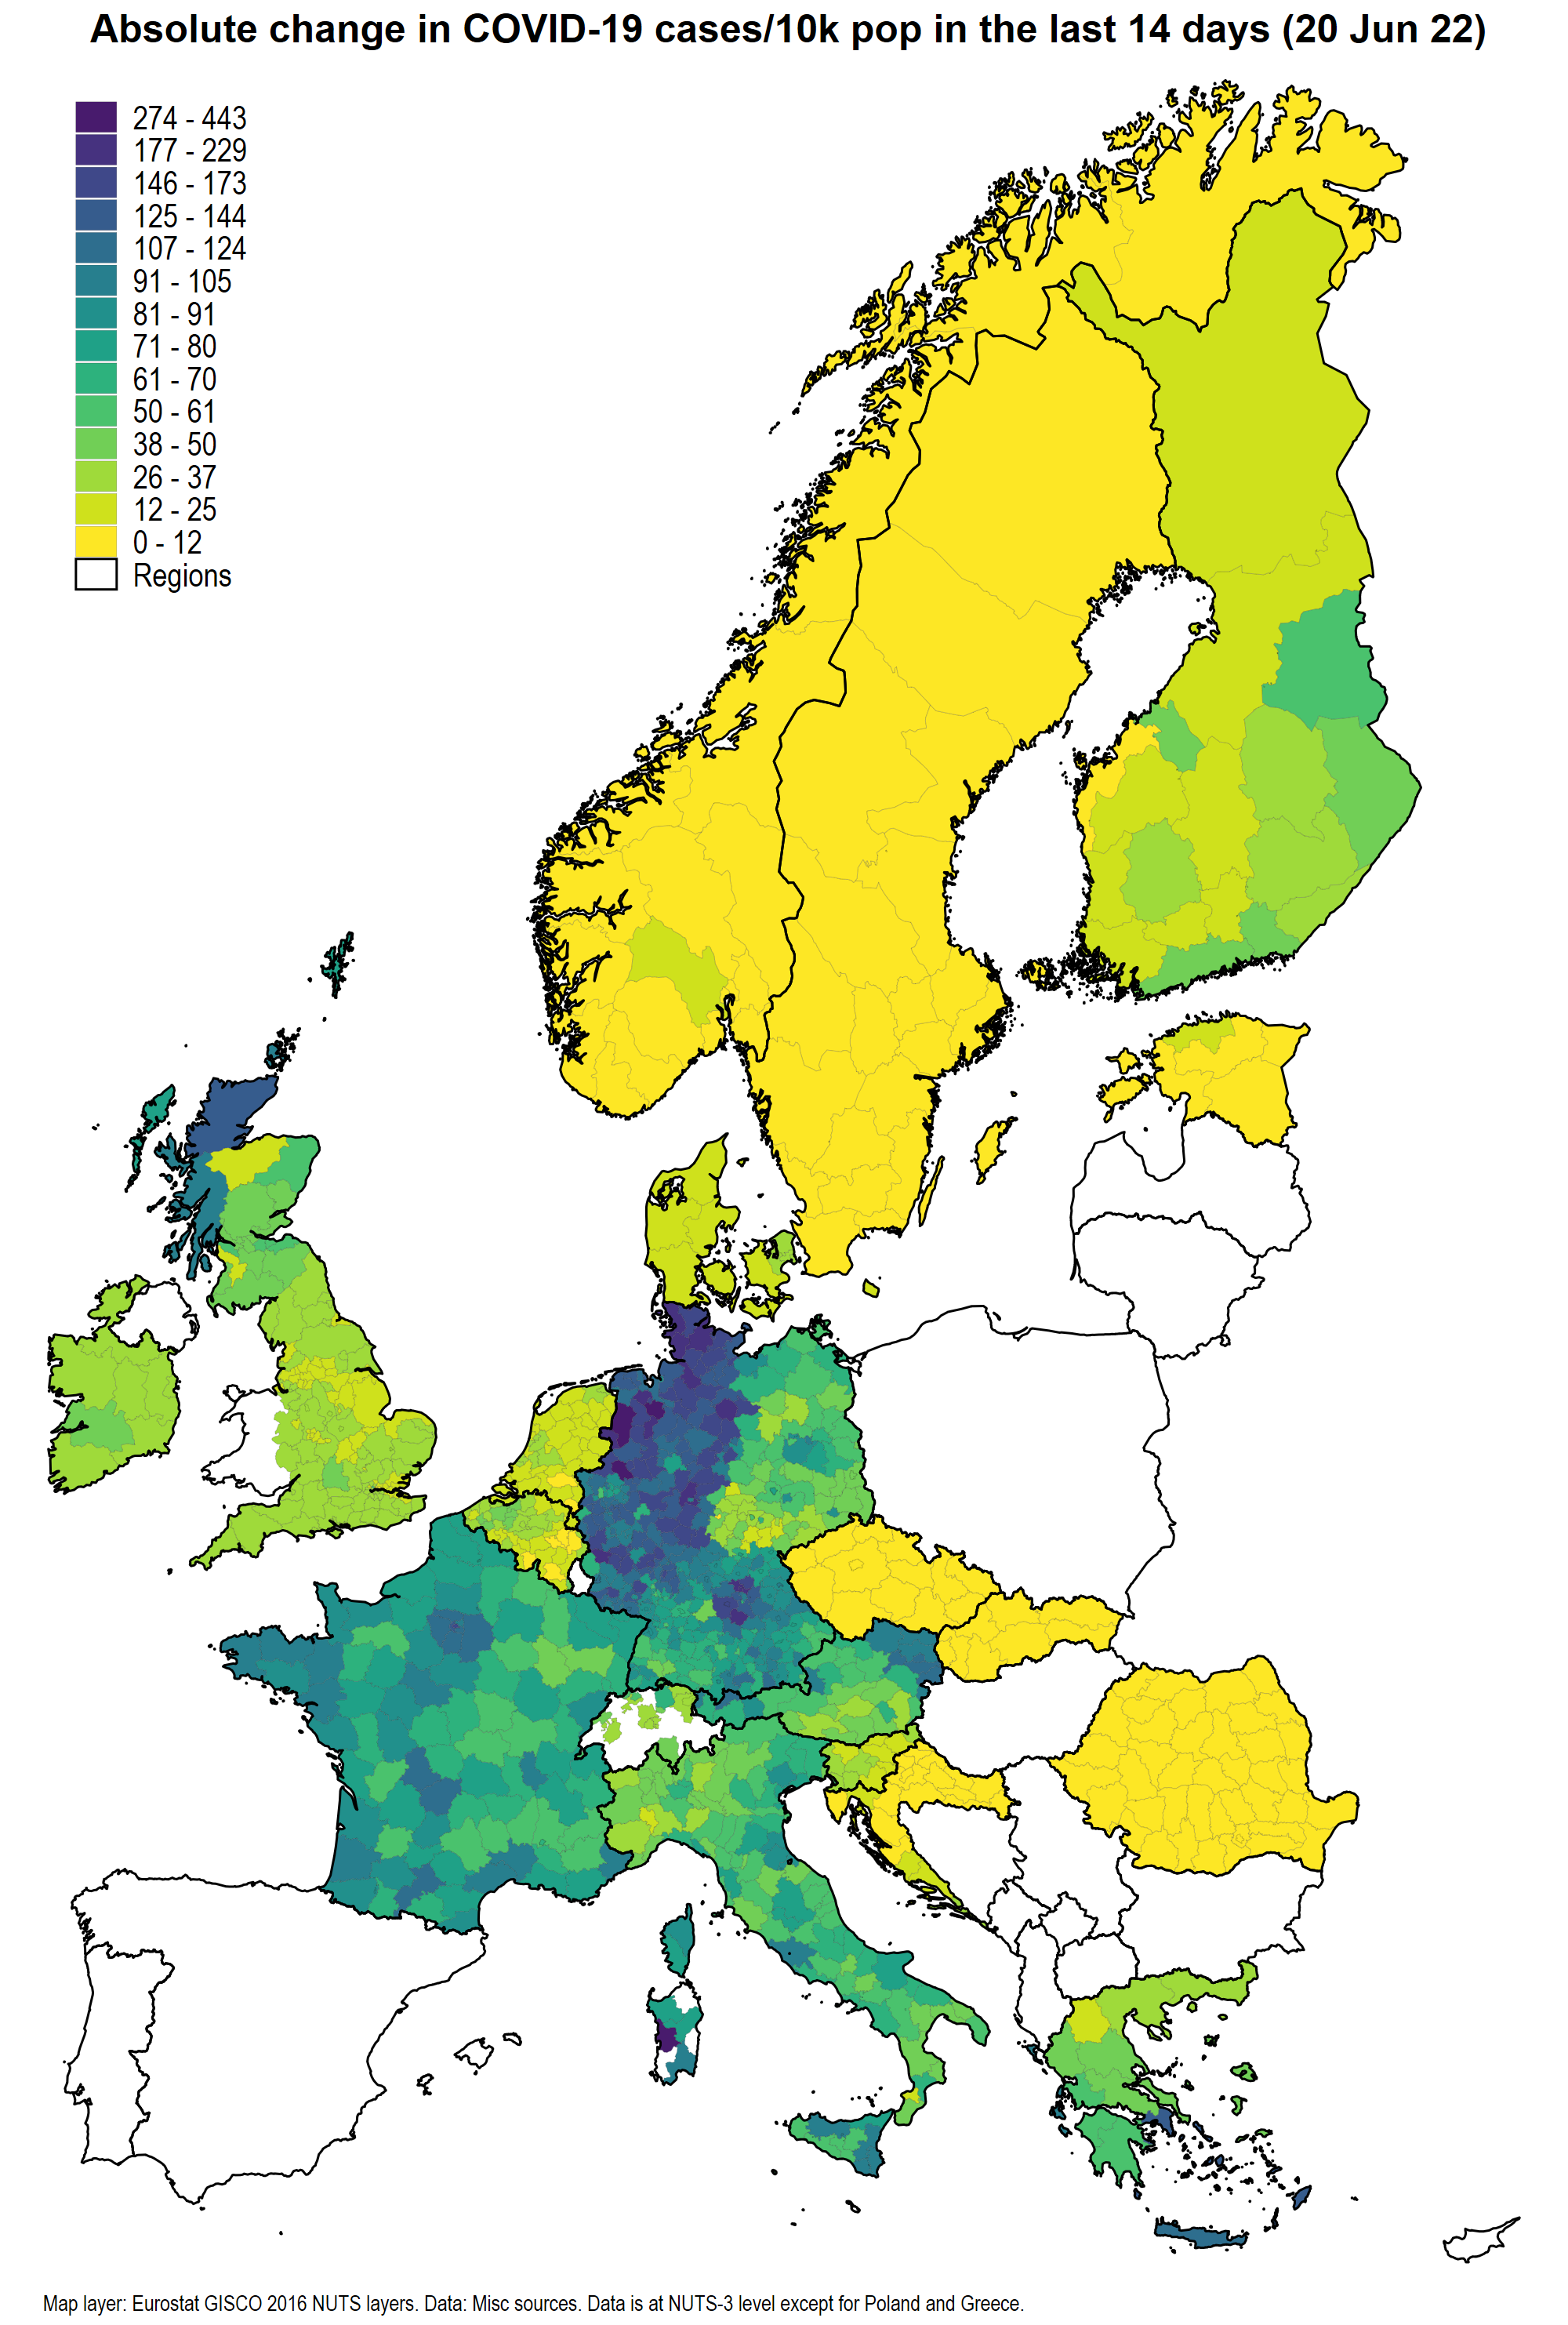 Absolute change in COVID-19 cases/10k pop in the last 14 days (20 Jun 22)
274 - 443
177 - 229
146 - 173
125 - 144
107 - 124
91 - 105
81 - 91
71 - 80
61 - 70
50 - 61
38 - 50
26 - 37
12 - 25
0 - 12
Regions
Map layer: Eurostat GISCO 2016 NUTS layers. Data: Misc sources. Data is at NUTS-3 level except for Poland and Greece.